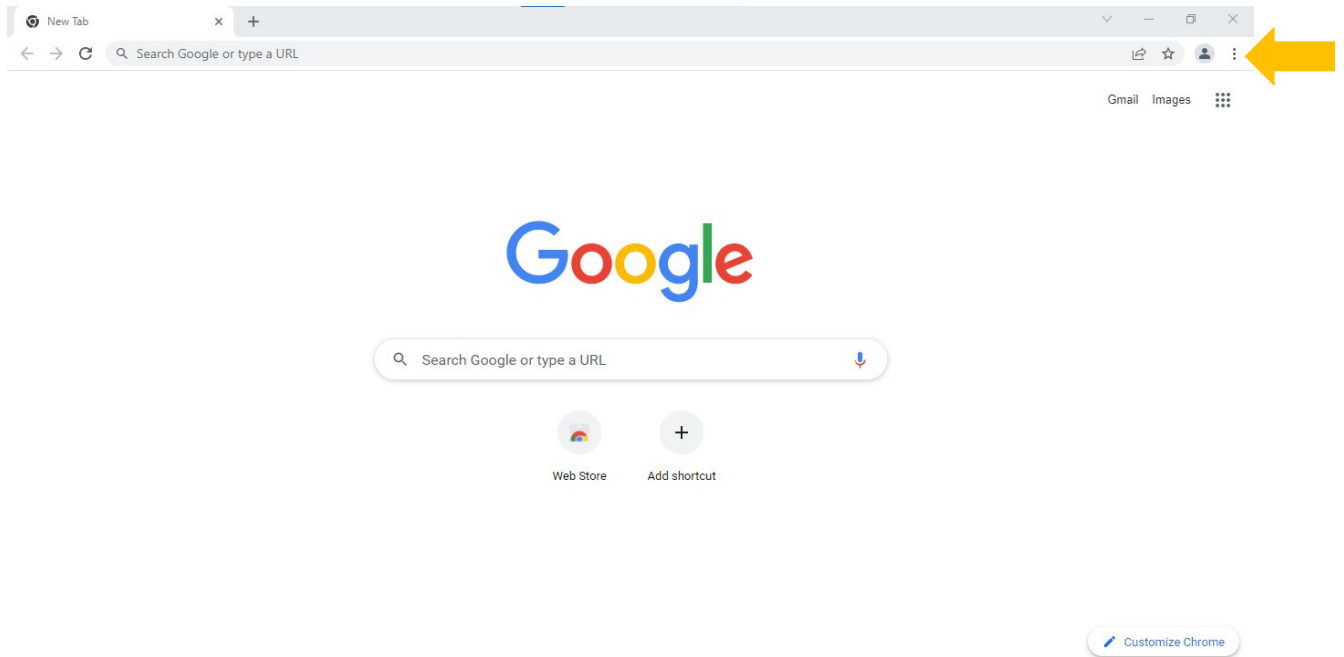 New Tab
Search Google or type a URL
Gmail Images
Google
Search Google or type a URL
Web Store Add shortcut
Customize Chrome